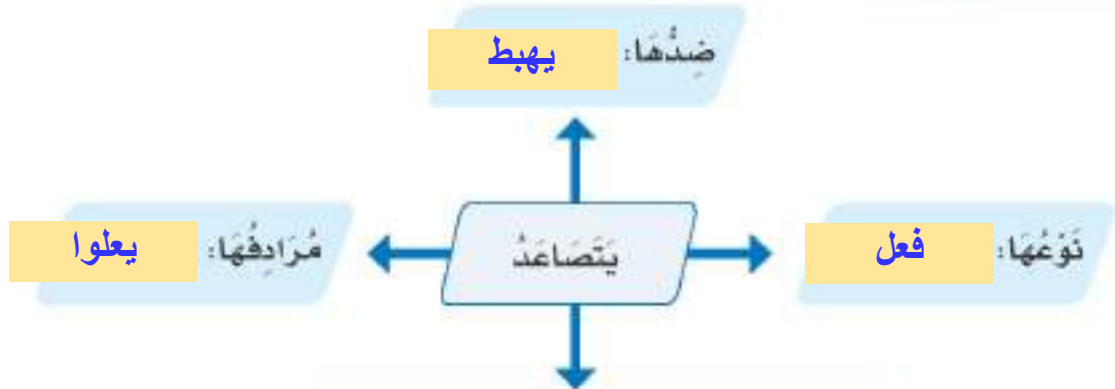 ضِدُّهَا: يهبط
نَوْعُهَا: فعل
يَتَصَاعَدُ
مُرَادِفُهَا: يعلوا